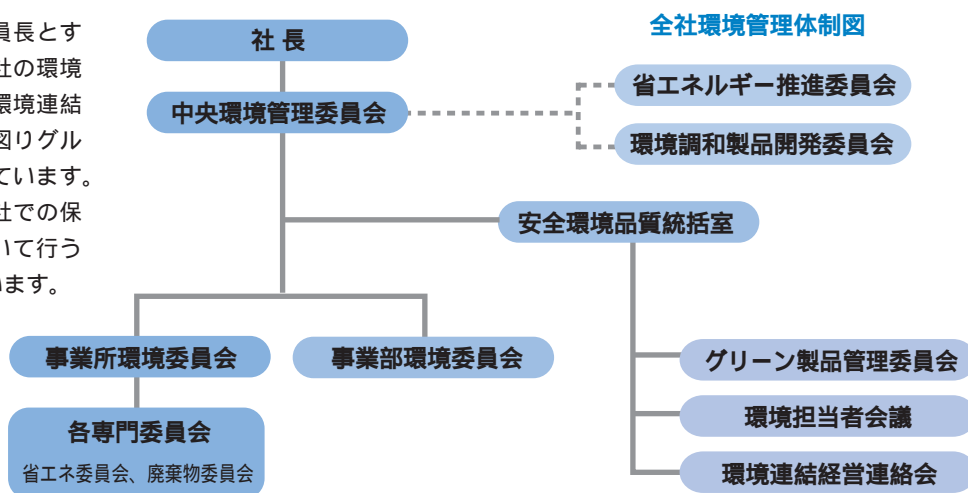 員長とす
社の環境
環境連結
図りグル
ています。
社での保
いて行う
います。
全社環境管理体制図
社 長
中央環境管理委員会
省エネルギー推進委員会
環境調和製品開発委員会
安全環境品質統括室
事業所環境委員会
事業部環境委員会
各専門委員会
省エネ委員会、廃棄物委員会
グリーン製品管理委員会
環境担当者会議
環境連結経営連絡会